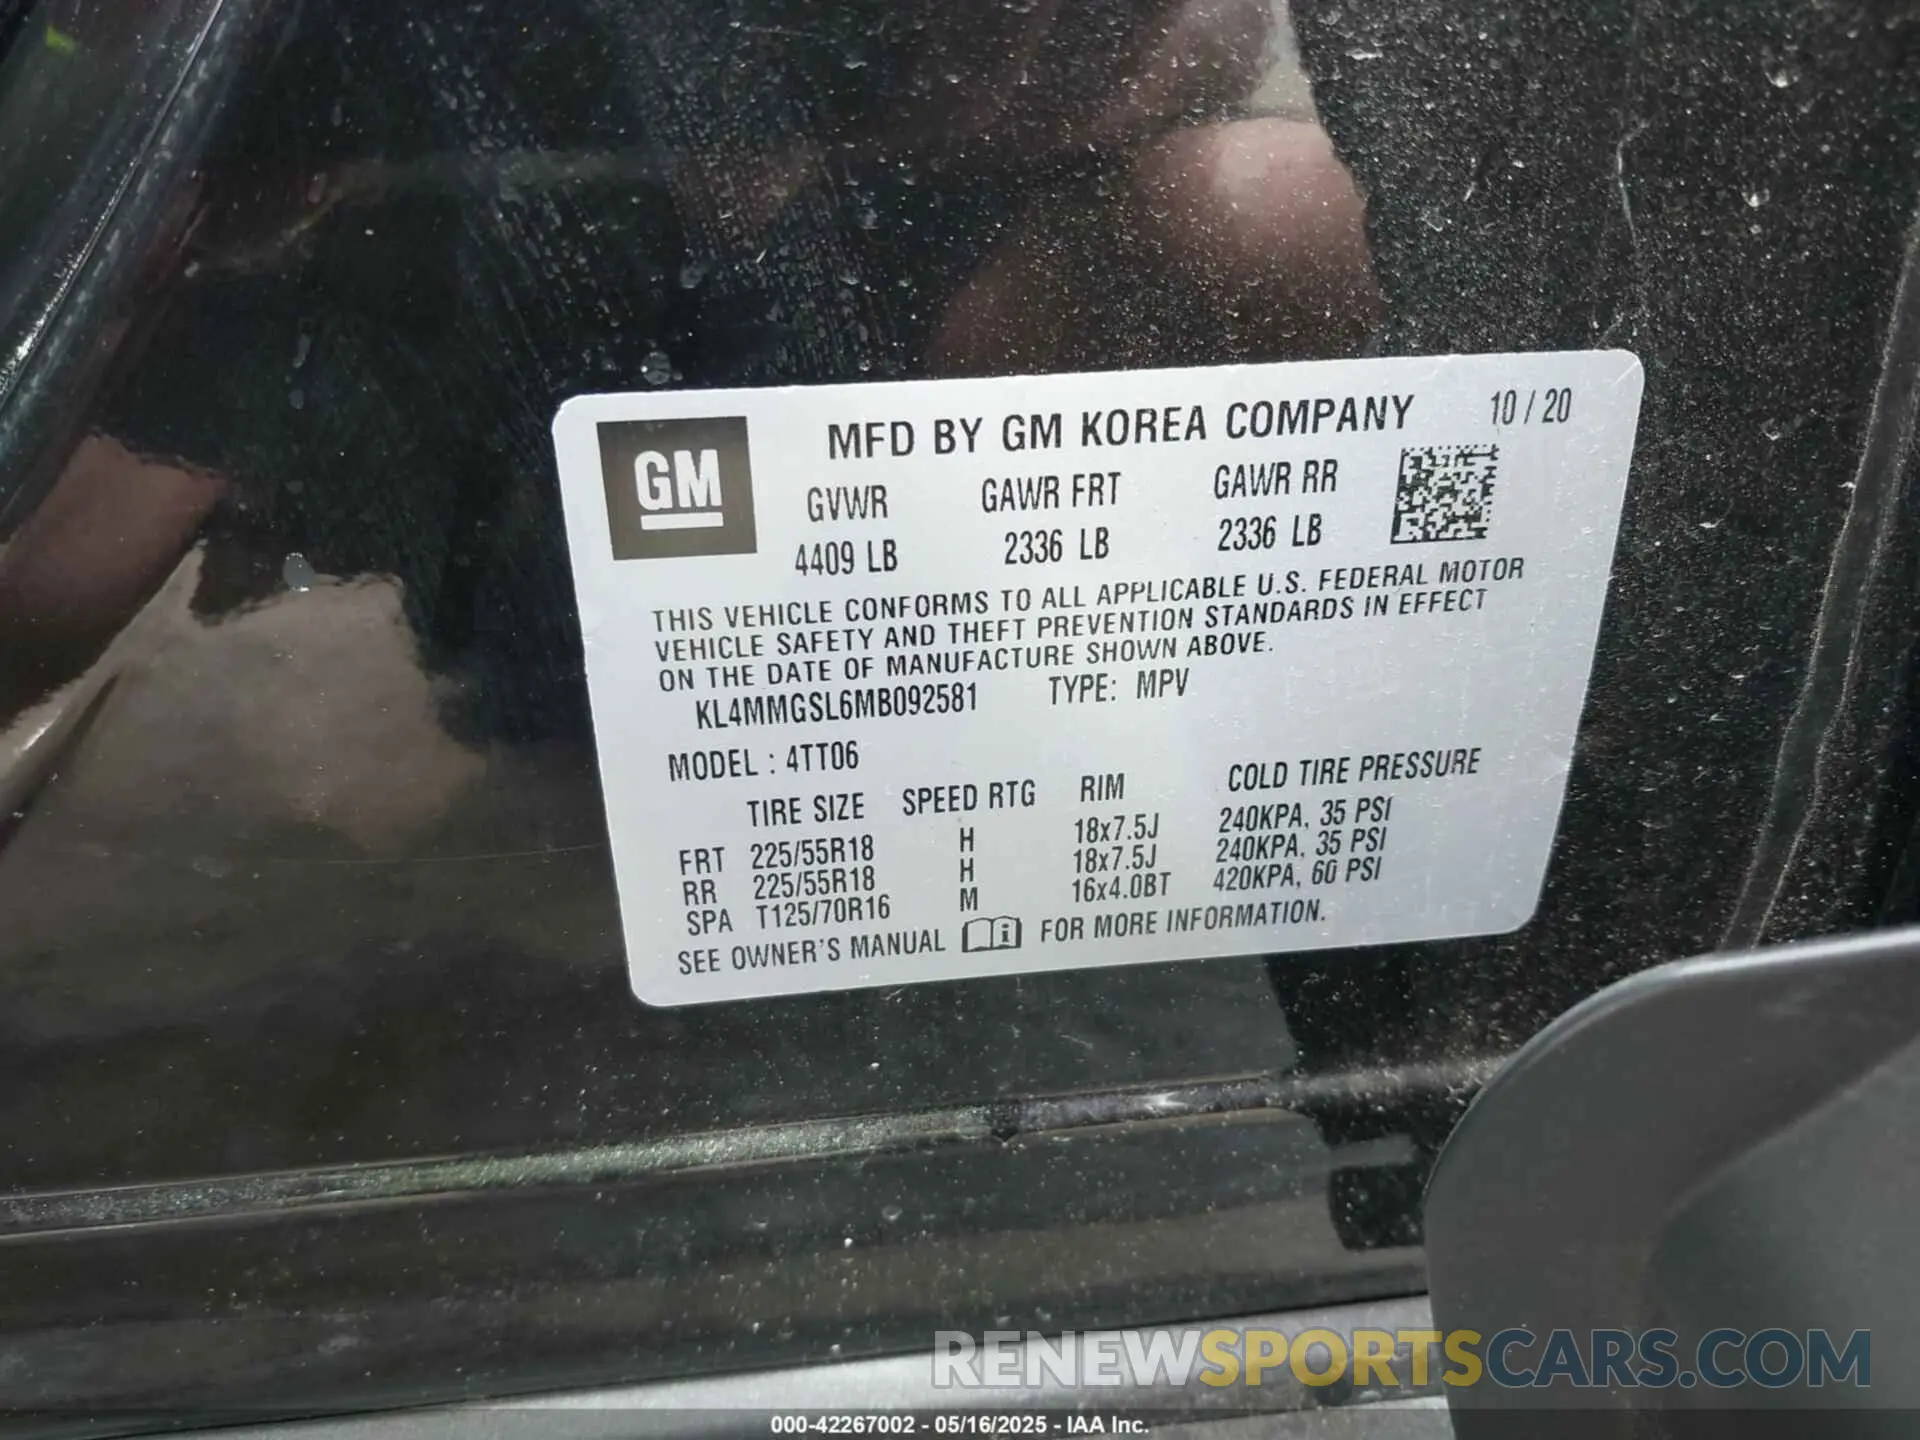 MFD BY GM KOREA COMPANY 10 / 20
GM
GVWR GAWR FRT GAWR RR
4409 LB 2336 LB 2336 LB
THIS VEHICLE CONFORMS TO ALL APPLICABLE U.S. FEDERAL MOTOR
VEHICLE SAFETY AND THEFT PREVENTION STANDARDS IN EFFECT
ON THE DATE OF MANUFACTURE SHOWN ABOVE.
KL4MMGSL6MB092581 TYPE: MPV
MODEL : 4TT06
TIRE SIZE SPEED RTG RIM COLD TIRE PRESSURE
FRT 225/55R18 H 18x7.5J 240KPA, 35 PSI
RR 225/55R18 H 18x7.5J 240KPA, 35 PSI
SPA T125/70R16 M 16x4.0BT 420KPA, 60 PSI
SEE OWNER'S MANUAL i FOR MORE INFORMATION.
RENEWSPORTSCARS.COM
000-42267002 - 05/16/2025 - IAA Inc.